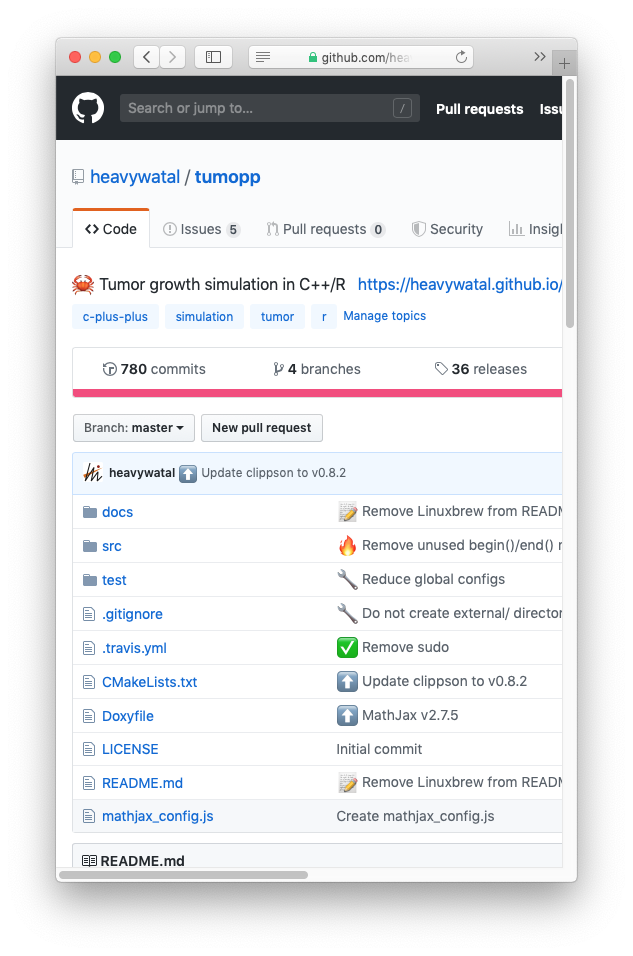 github.com/hea
Search or jump to... /
Pull requests Issu
heavywatal / tumopp
Code Issues 5 Pull requests 0 Security Insigh
🦀 Tumor growth simulation in C++/R https://heavywatal.github.io/
c-plus-plus simulation tumor r Manage topics
780 commits 4 branches 36 releases
Branch: master New pull request
heavywatal ⬆️ Update clippson to v0.8.2
docs 📝 Remove Linuxbrew from READM
src 🔥 Remove unused begin()/end()
test 🔧 Reduce global configs
.gitignore 🔧 Do not create external/ director
.travis.yml ✅ Remove sudo
CMakeLists.txt ⬆️ Update clippson to v0.8.2
Doxyfile ⬆️ MathJax v2.7.5
LICENSE Initial commit
README.md 📝 Remove Linuxbrew from READM
mathjax_config.js Create mathjax_config.js
README.md